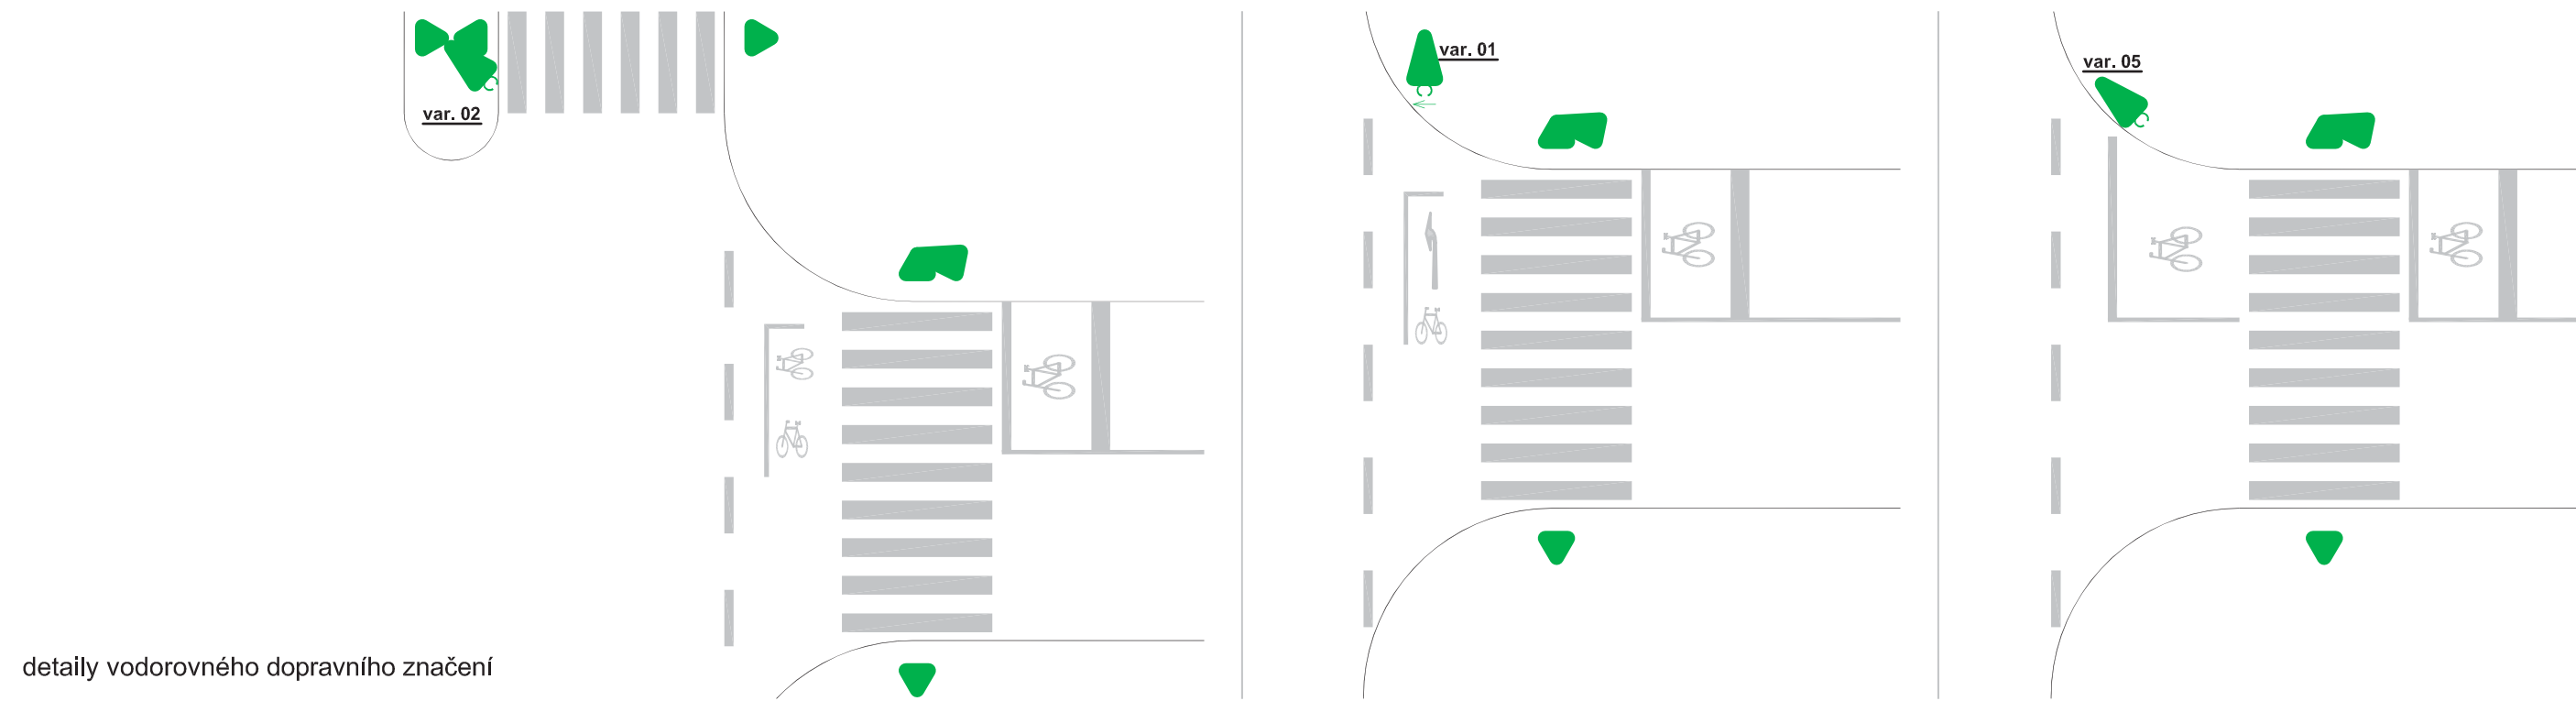 var. 02
var. 01
var. 05
detaily vodorovného dopravního značení